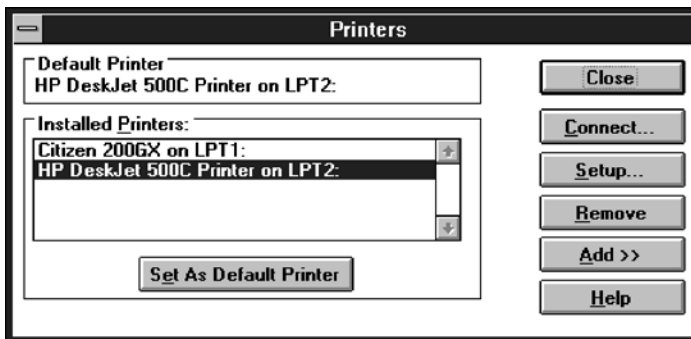 Printers
Default Printer
HP DeskJet 500C Printer on LPT2:
Installed Printers:
Citizen 200GX on LPT1:
HP DeskJet 500C Printer on LPT2:
Set As Default Printer
Close
Connect...
Setup...
Remove
Add >>
Help